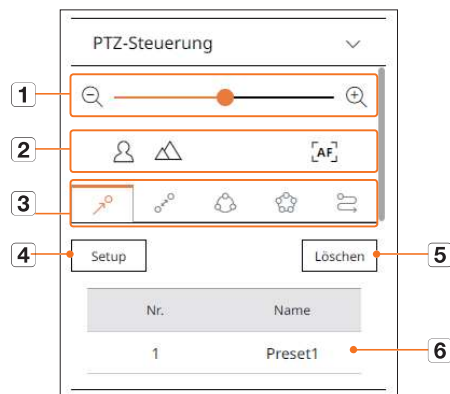 PTZ-Steuerung
1
2
AF
3
4 Setup Löschen 5
Nr. Name
1 Preset1 6